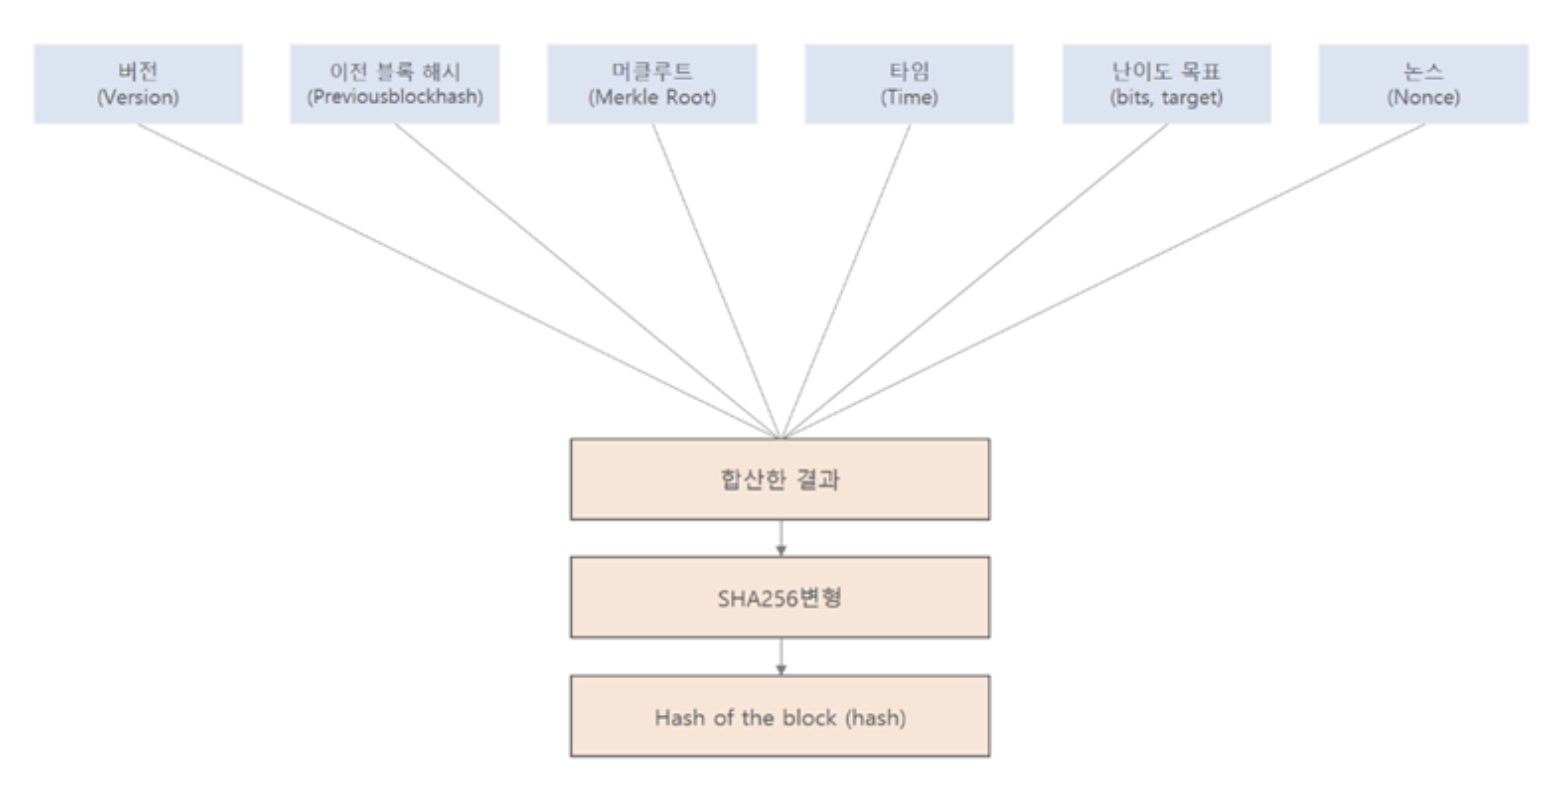 버전
(Version)
이전 블록 해시
(Previousblockhash)
머클루트
(Merkle Root)
타임
(Time)
난이도 목표
(bits, target)
논스
(Nonce)
합산한 결과
SHA256변형
Hash of the block (hash)